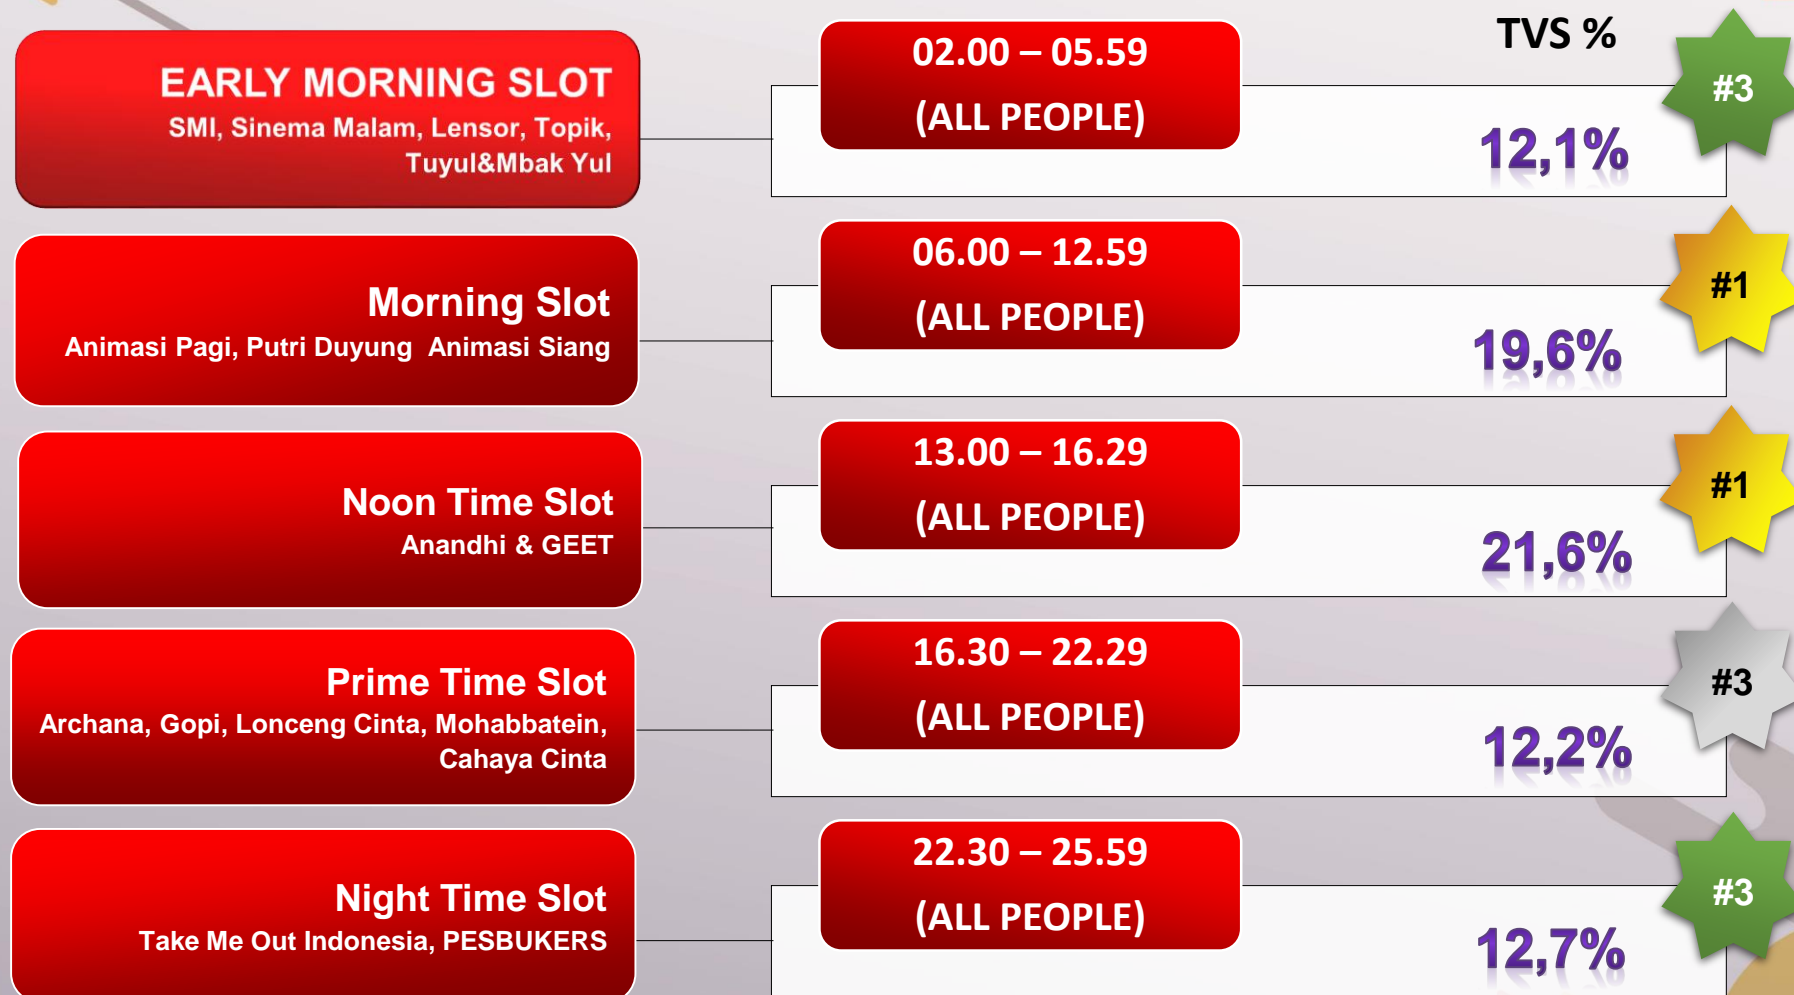 TVS %
EARLY MORNING SLOT
SMI, Sinema Malam, Lensor, Topik,
Tuyul&Mbak Yul
02.00 – 05.59
(ALL PEOPLE)
12,1%
#3
Morning Slot
Animasi Pagi, Putri Duyung  Animasi Siang
06.00 – 12.59
(ALL PEOPLE)
19,6%
#1
Noon Time Slot
Anandhi & GEET
13.00 – 16.29
(ALL PEOPLE)
21,6%
#1
Prime Time Slot
Archana, Gopi, Lonceng Cinta, Mohabbatein,
Cahaya Cinta
16.30 – 22.29
(ALL PEOPLE)
12,2%
#3
Night Time Slot
Take Me Out Indonesia, PESBUKERS
22.30 – 25.59
(ALL PEOPLE)
12,7%
#3